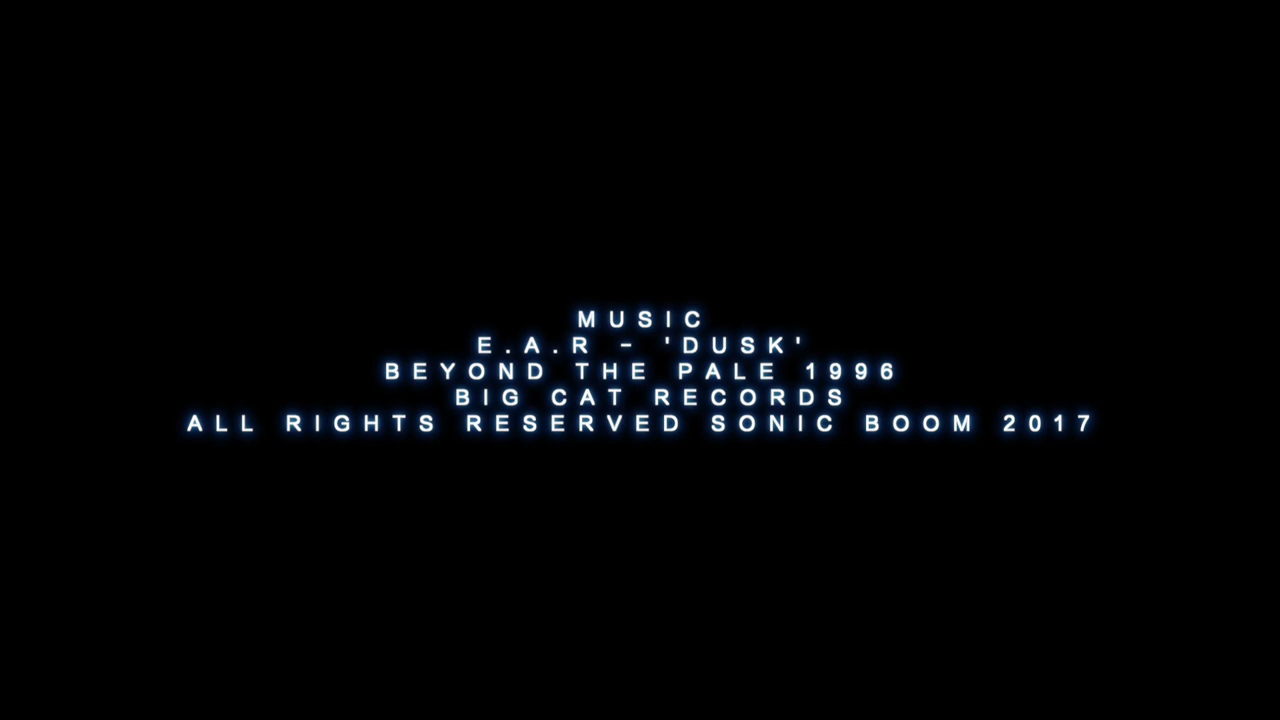 MUSIC
E.A.R - 'DUSK'
BEYOND THE PALE 1996
BIG CAT RECORDS
ALL RIGHTS RESERVED SONIC BOOM 2017